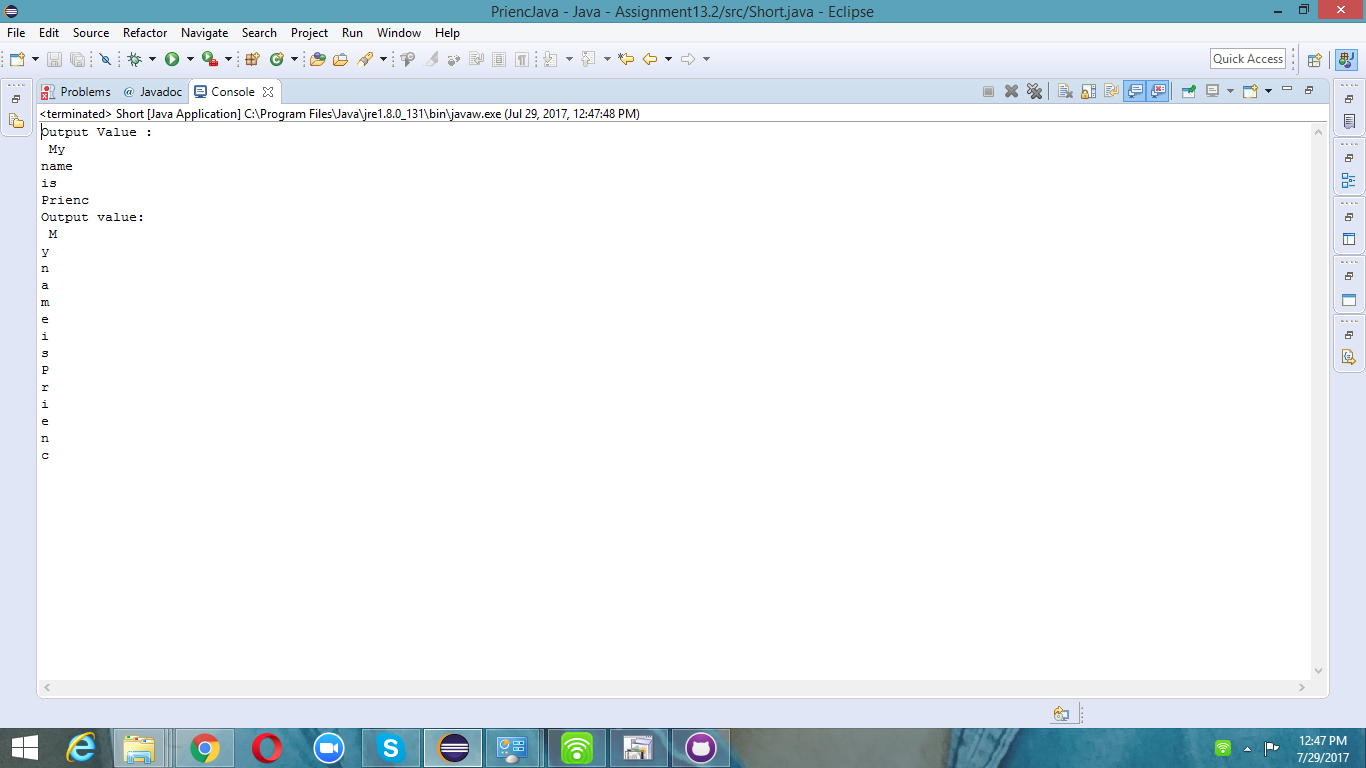 PriencJava - Java - Assignment13.2/src/Short.java - Eclipse
File Edit Source Refactor Navigate Search Project Run Window Help
Quick Access
Problems @ Javadoc Console
<terminated> Short [Java Application] C:\Program Files\Java\jre1.8.0_131\bin\javaw.exe (Jul 29, 2017, 12:47:48 PM)
Output Value :
My
name
is
Prienc
Output value:
M
y
n
a
m
e
i
s
P
r
i
e
n
c
12:47 PM
7/29/2017